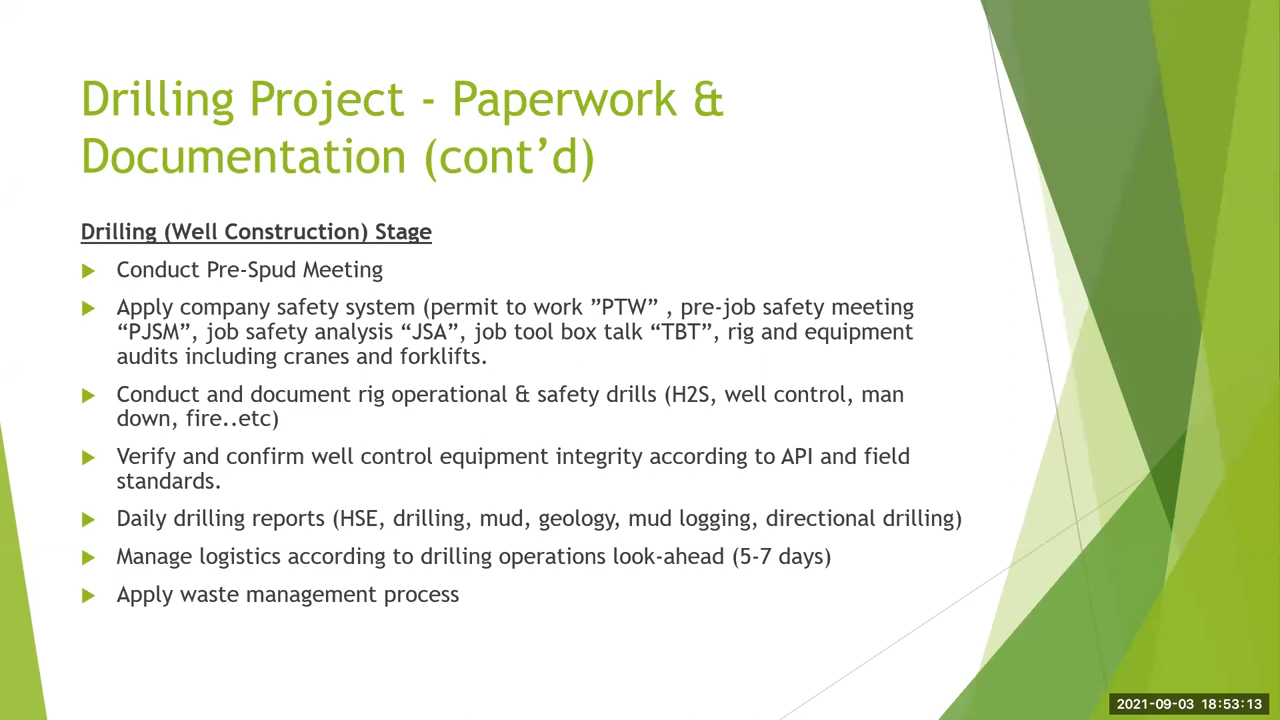 Drilling Project - Paperwork &
Documentation (cont’d)
Drilling (Well Construction) Stage
Conduct Pre-Spud Meeting
Apply company safety system (permit to work ”PTW” , pre-job safety meeting
“PJSM”, job safety analysis “JSA”, job tool box talk “TBT”, rig and equipment
audits including cranes and forklifts.
Conduct and document rig operational & safety drills (H2S, well control, man
down, fire..etc)
Verify and confirm well control equipment integrity according to API and field
standards.
Daily drilling reports (HSE, drilling, mud, geology, mud logging, directional drilling)
Manage logistics according to drilling operations look-ahead (5-7 days)
Apply waste management process
2021-09-03 18:53:13